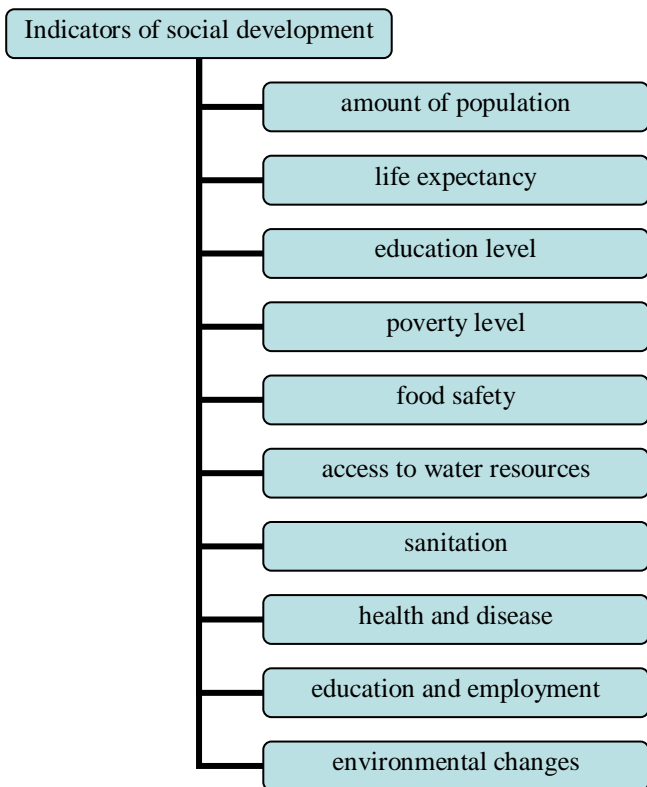 Indicators of social development
amount of population
life expectancy
education level
poverty level
food safety
access to water resources
sanitation
health and disease
education and employment
environmental changes